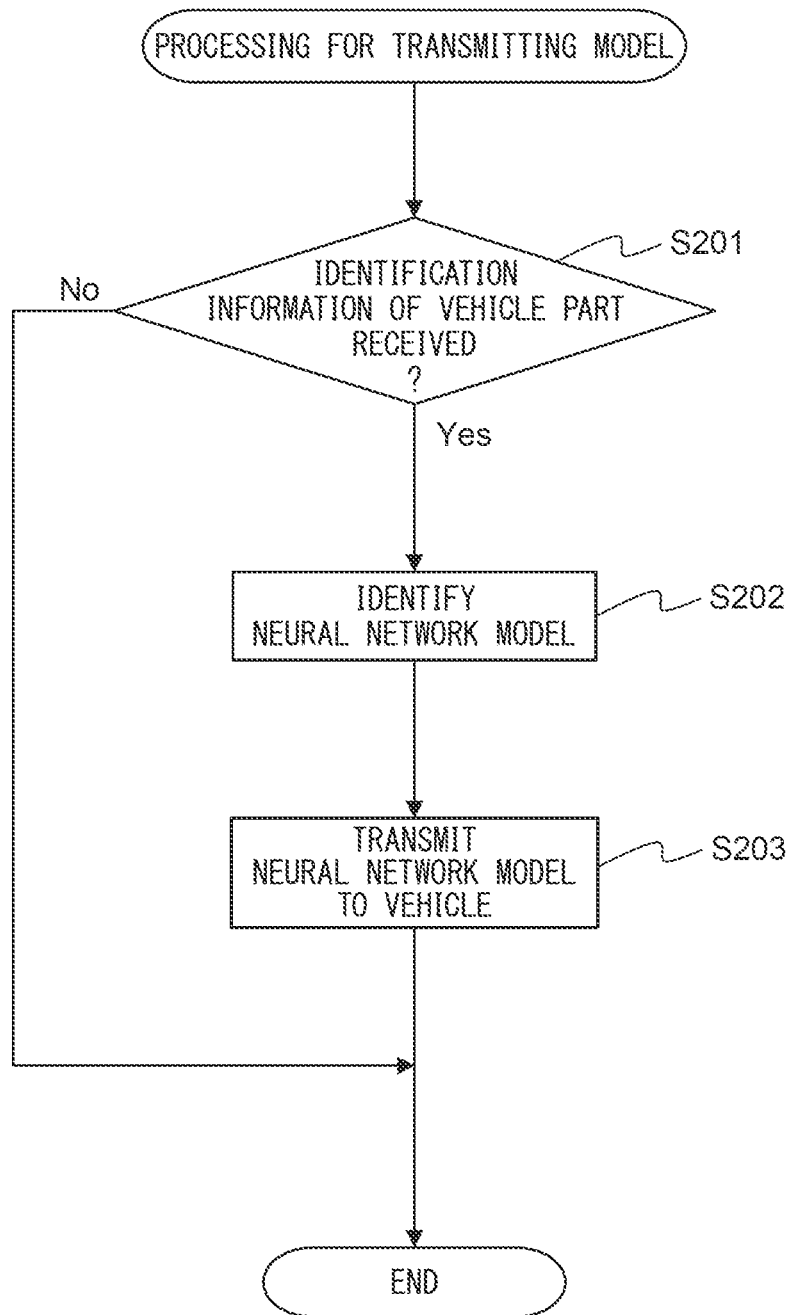 PROCESSING FOR TRANSMITTING MODEL
S201
IDENTIFICATION
INFORMATION OF VEHICLE PART
RECEIVED
?
No
Yes
IDENTIFY
NEURAL NETWORK MODEL
S202
TRANSMIT
NEURAL NETWORK MODEL
TO VEHICLE
S203
END